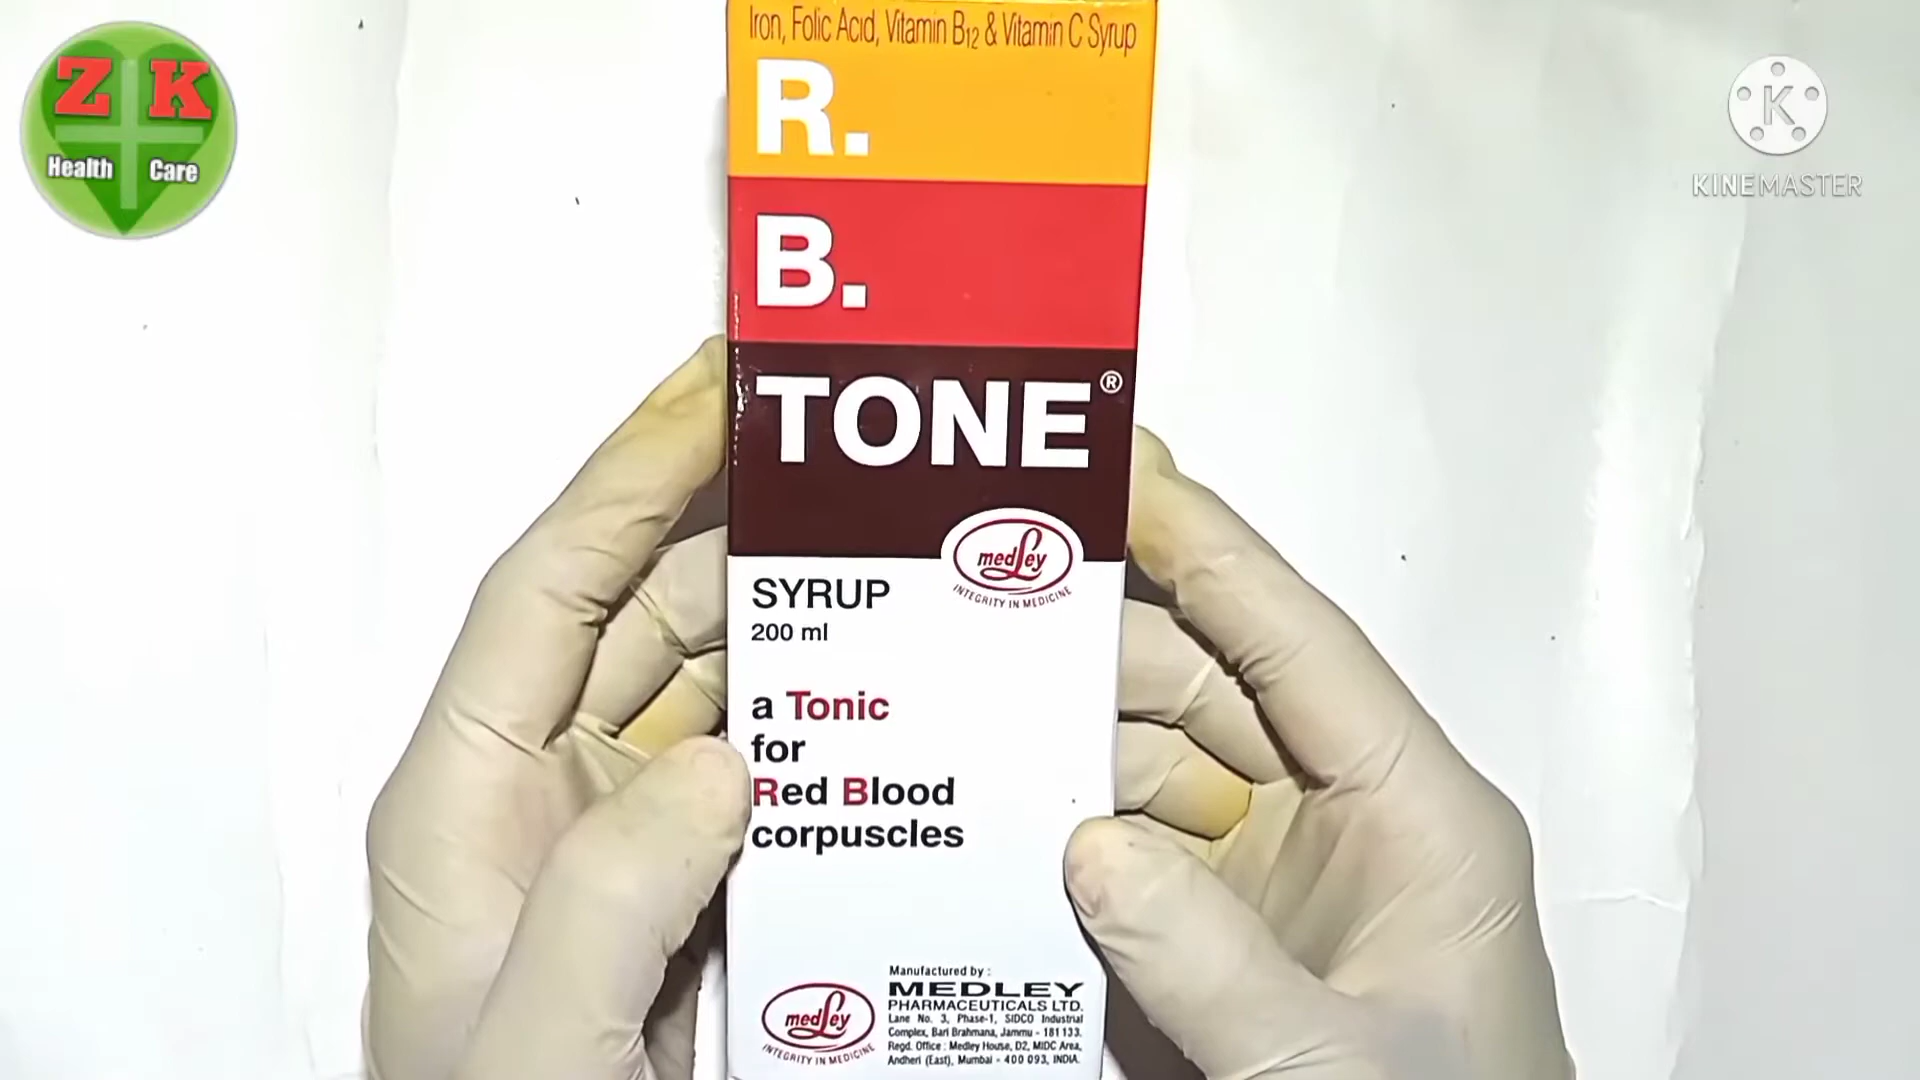 Z K
Health Care
K
KINEMASTER
Iron, Folic Acid, Vitamin B12 & Vitamin C Syrup
R.
B.
TONE®
medley
INTEGRITY IN MEDICINE
SYRUP
200 ml
a Tonic
for
Red Blood
corpuscles
medley
INTEGRITY IN MEDICINE
Manufactured by :
MEDLEY
PHARMACEUTICALS LTD.
Lane No. 3, Phase-1, SIDCO Industrial
Complex, Bari Brahmana, Jammu - 181 133.
Regd. Office : Medley House, D2, MIDC Area,
Andheri (East), Mumbai - 400 093, INDIA.